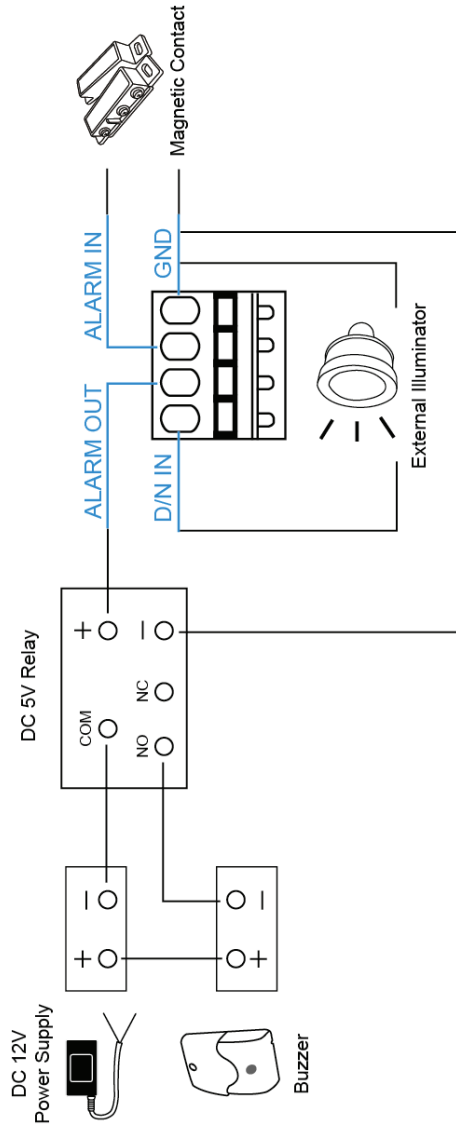 DC 12V
Power Supply
+
−
+
−
Buzzer
DC 5V Relay
COM
+
NO
NC
−
ALARM OUT
ALARM IN
D/N IN
GND
External Illuminator
Magnetic Contact